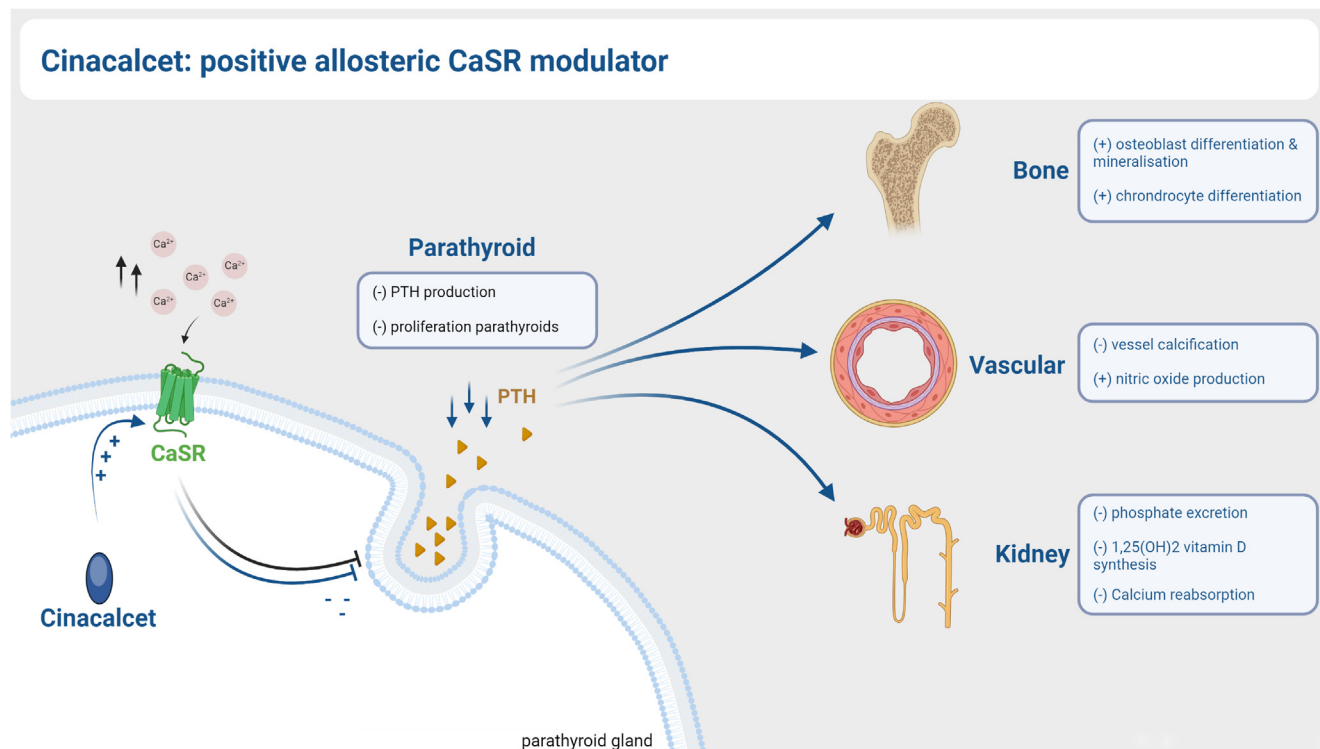 Cinacalcet: positive allosteric CaSR modulator
Bone
(+) osteoblast differentiation &
mineralisation
(+) chrondrocyte differentiation
Ca²⁺
Ca²⁺
Ca²⁺
Ca²⁺
Ca²⁺
Parathyroid
(-) PTH production
(-) proliferation parathyroids
Vascular
(-) vessel calcification
(+) nitric oxide production
PTH
CaSR
+
+
+
Kidney
(-) phosphate excretion
(-) 1,25(OH)2 vitamin D
synthesis
(-) Calcium reabsorption
Cinacalcet
- -
-
parathyroid gland